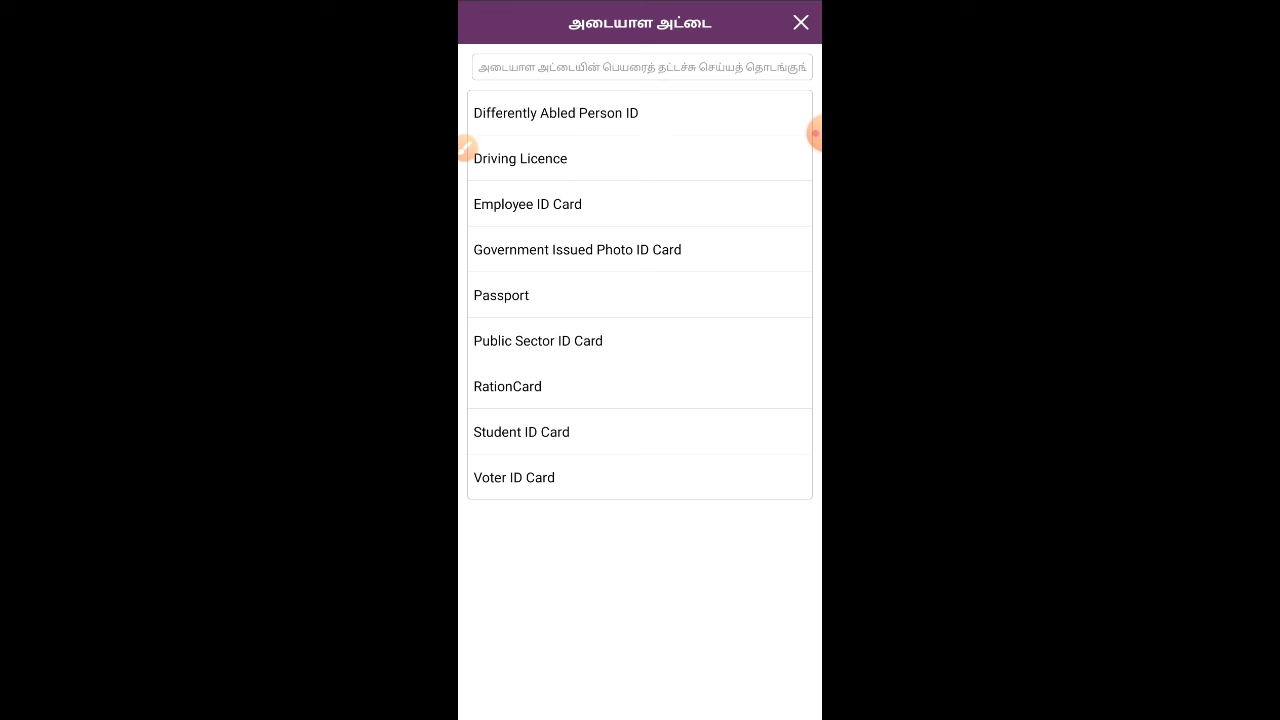 அடையாள அட்டை
அடையாள அட்டையின் பெயரைத் தட்டச்சு செய்யத் தொடங்குங்
Differently Abled Person ID
Driving Licence
Employee ID Card
Government Issued Photo ID Card
Passport
Public Sector ID Card
RationCard
Student ID Card
Voter ID Card